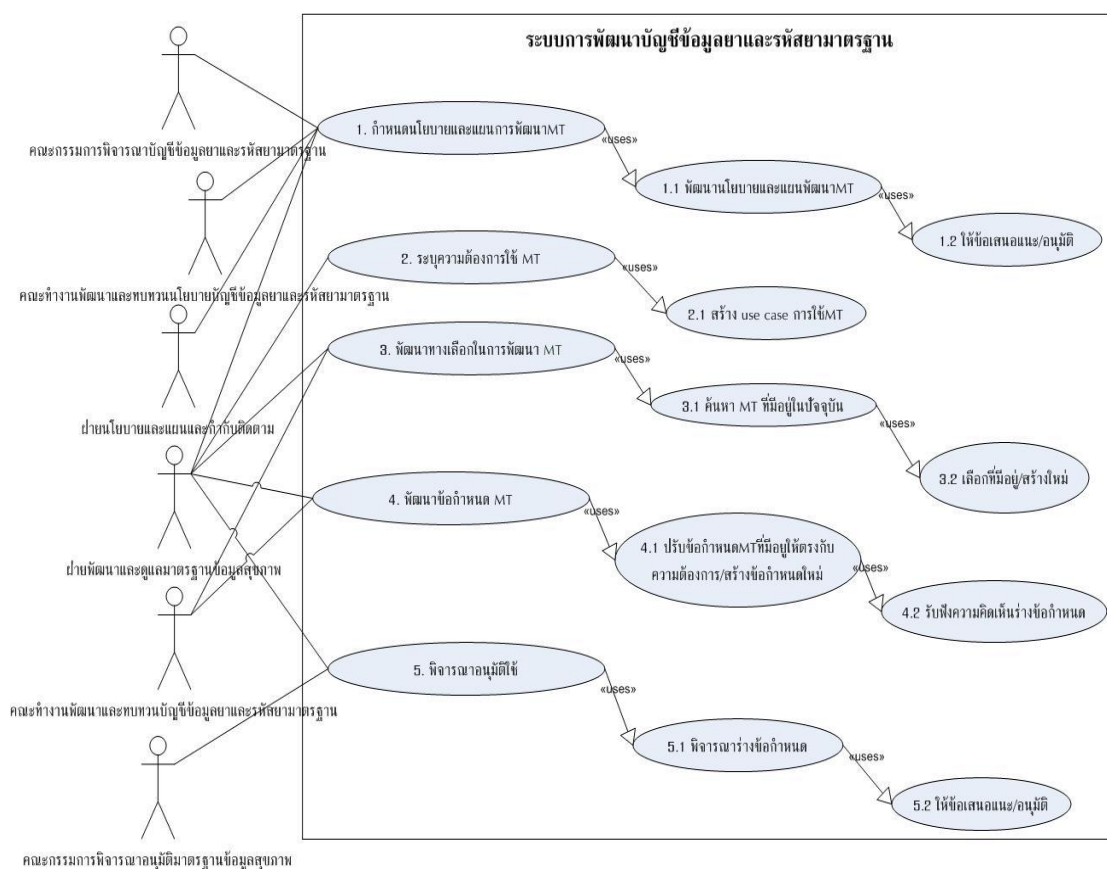 ระบบการพัฒนาบัญชีข้อมูลยาและรหัสยามาตรฐาน
คณะกรรมการพิจารณาบัญชีข้อมูลยาและรหัสยามาตรฐาน
คณะทำงานพัฒนาและทบทวนนโยบายบัญชีข้อมูลยาและรหัสยามาตรฐาน
ฝ่ายนโยบายและแผนและกำกับติดตาม
ฝ่ายพัฒนาและดูแลมาตรฐานข้อมูลสุขภาพ
คณะทำงานพัฒนาและทบทวนบัญชีข้อมูลยาและรหัสยามาตรฐาน
คณะกรรมการพิจารณาอนุมัติมาตรฐานข้อมูลสุขภาพ
1. กำหนดนโยบายและแผนการพัฒนาMT
«uses»
1.1 พัฒนานโยบายและแผนพัฒนาMT
«uses»
1.2 ให้ข้อเสนอแนะ/อนุมัติ
2. ระบุความต้องการใช้ MT
«uses»
2.1 สร้าง use case การใช้MT
3. พัฒนาทางเลือกในการพัฒนา MT
«uses»
3.1 ค้นหา MT ที่มีอยู่ในปัจจุบัน
«uses»
3.2 เลือกที่มีอยู่/สร้างใหม่
4. พัฒนาข้อกำหนด MT
«uses»
4.1 ปรับข้อกำหนดMTที่มีอยู่ให้ตรงกับ
ความต้องการ/สร้างข้อกำหนดใหม่
«uses»
4.2 รับฟังความคิดเห็นร่างข้อกำหนด
5. พิจารณาอนุมัติใช้
«uses»
5.1 พิจารณาร่างข้อกำหนด
«uses»
5.2 ให้ข้อเสนอแนะ/อนุมัติ